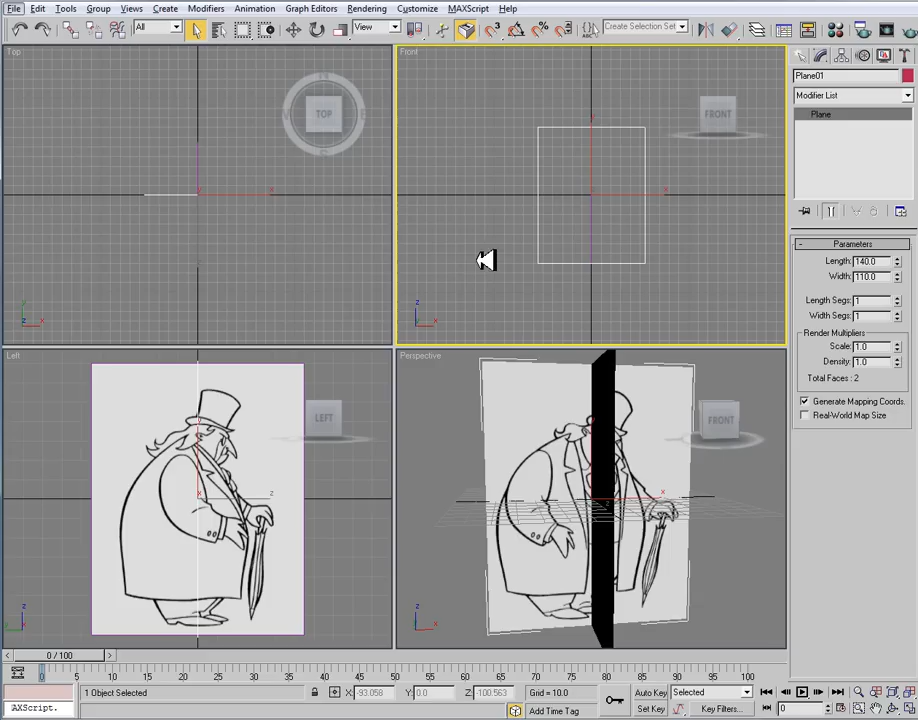 File Edit Tools Group Views Create Modifiers Animation Graph Editors Rendering Customize MAXScript Help
All View Create Selection Set
Top
TOP
Front
FRONT
Plane01
Modifier List
Plane
Parameters
Length: 140.0
Width: 110.0
Length Segs: 1
Width Segs: 1
Render Multipliers
Scale: 1.0
Density: 1.0
Total Faces : 2
Generate Mapping Coords.
Real-World Map Size
Left
LEFT
Perspective
FRONT
0 / 100
0 5 10 15 20 25 30 35 40 45 50 55 60 65 70 75 80 85 90 95 100
1 Object Selected X: -93.058 Y: 0.0 Z: -100.563 Grid = 10.0 Auto Key Selected
AXScript. Add Time Tag Set Key Key Filters... 0